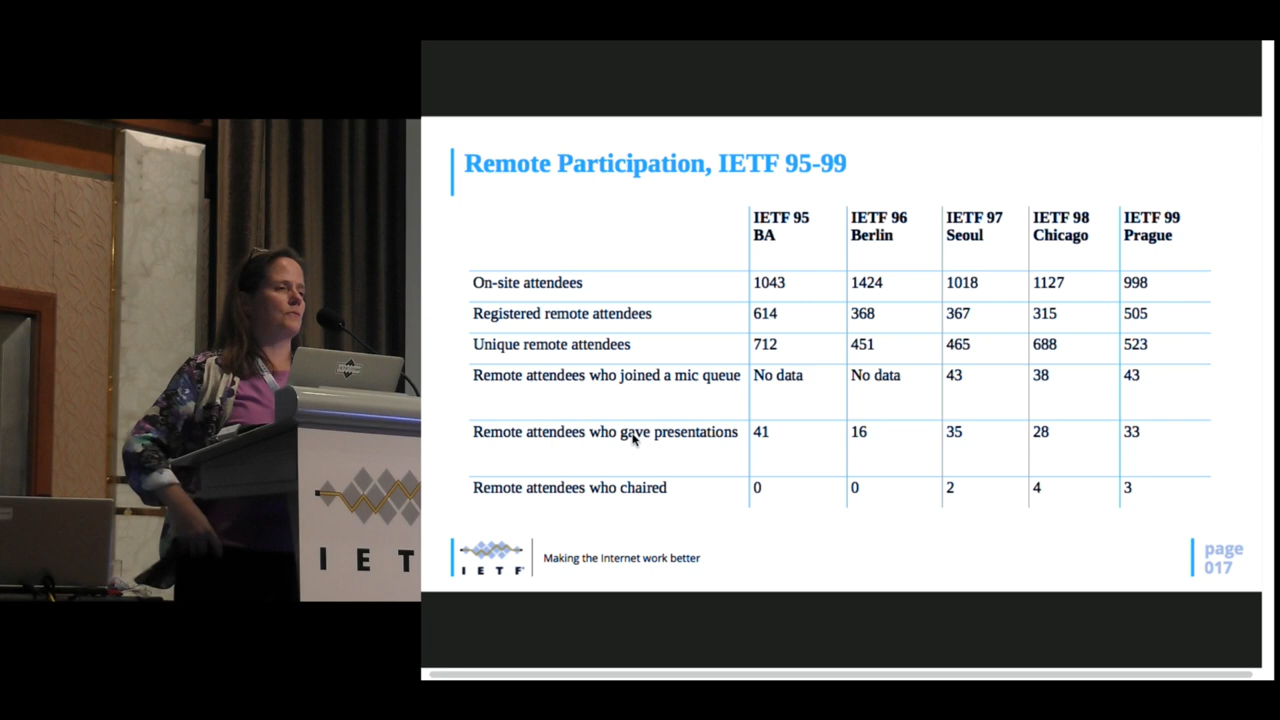 Remote Participation, IETF 95-99
IETF 95 IETF 96 IETF 97 IETF 98 IETF 99
BA Berlin Seoul Chicago Prague
On-site attendees 1043 1424 1018 1127 998
Registered remote attendees 614 368 367 315 505
Unique remote attendees 712 451 465 688 523
Remote attendees who joined a mic queue No data No data 43 38 43
Remote attendees who gave presentations 41 16 35 28 33
Remote attendees who chaired 0 0 2 4 3
I E T F
Making the Internet work better
page
017
I E T